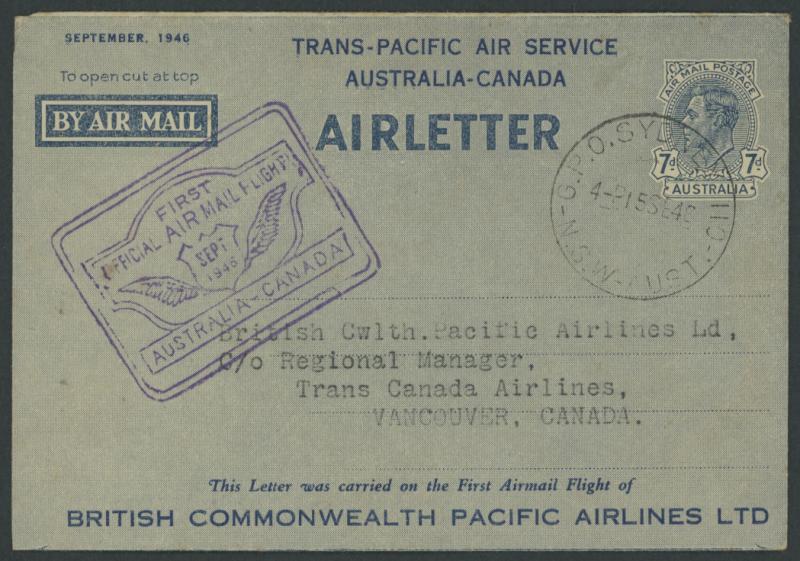 SEPTEMBER, 1946
TRANS-PACIFIC AIR SERVICE
AUSTRALIA-CANADA
To open cut at top
BY AIR MAIL
AIRLETTER
AIR MAIL POSTAGE
7d 7d
AUSTRALIA
G.P.O. SYDNEY
N.S.W-AUST.
FIRST
OFFICIAL AIR MAIL FLIGHT
SEPT
1946
AUSTRALIA-CANADA
British Cwlth.Pacific Airlines Ld,
C/o Regional Manager,
Trans Canada Airlines,
VANCOUVER, CANADA.
This Letter was carried on the First Airmail Flight of
BRITISH COMMONWEALTH PACIFIC AIRLINES LTD